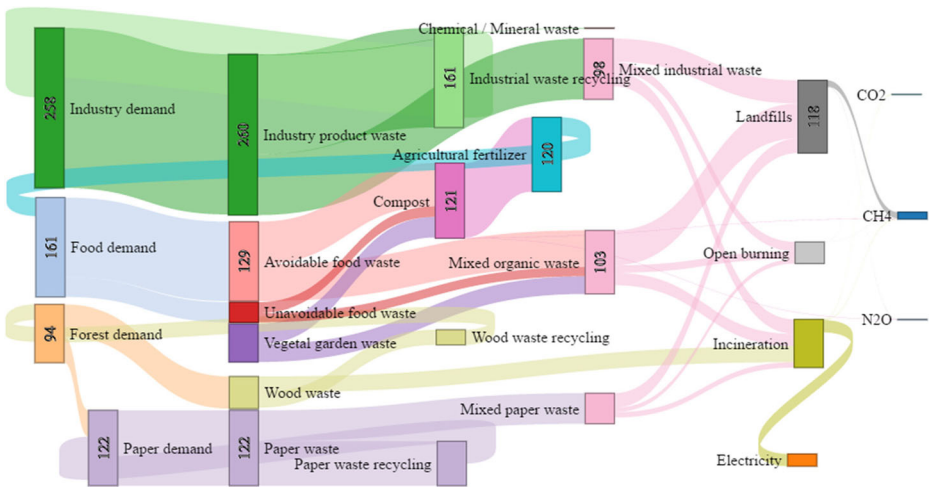 Chemical / Mineral waste
258
Industry demand
260
Industry product waste
161
Industrial waste recycling
98
Mixed industrial waste
Landfills
118
CO2
Agricultural fertilizer
120
161
Food demand
129
Avoidable food waste
Compost
121
Mixed organic waste
103
CH4
Open burning
Unavoidable food waste
94
Forest demand
Vegetal garden waste
Wood waste recycling
Incineration
N2O
Wood waste
Mixed paper waste
122
Paper demand
122
Paper waste
Paper waste recycling
Electricity